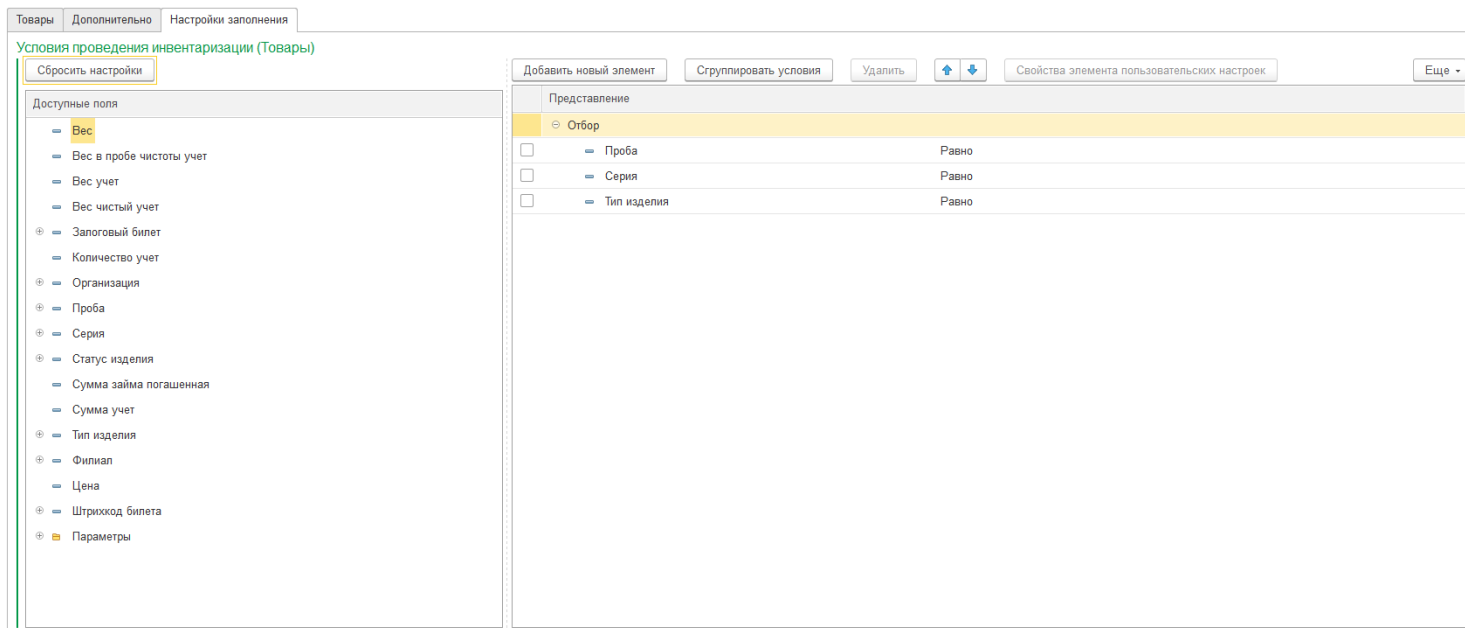 Товары Дополнительно Настройки заполнения
Условия проведения инвентаризации (Товары)
Сбросить настройки
Добавить новый элемент Сгруппировать условия Удалить Свойства элемента пользовательских настроек Еще
Доступные поля
Вес
Вес в пробе чистоты учет
Вес учет
Вес чистый учет
Залоговый билет
Количество учет
Организация
Проба
Серия
Статус изделия
Сумма займа погашенная
Сумма учет
Тип изделия
Филиал
Цена
Штрихкод билета
Параметры
Представление
Отбор
Проба Равно
Серия Равно
Тип изделия Равно